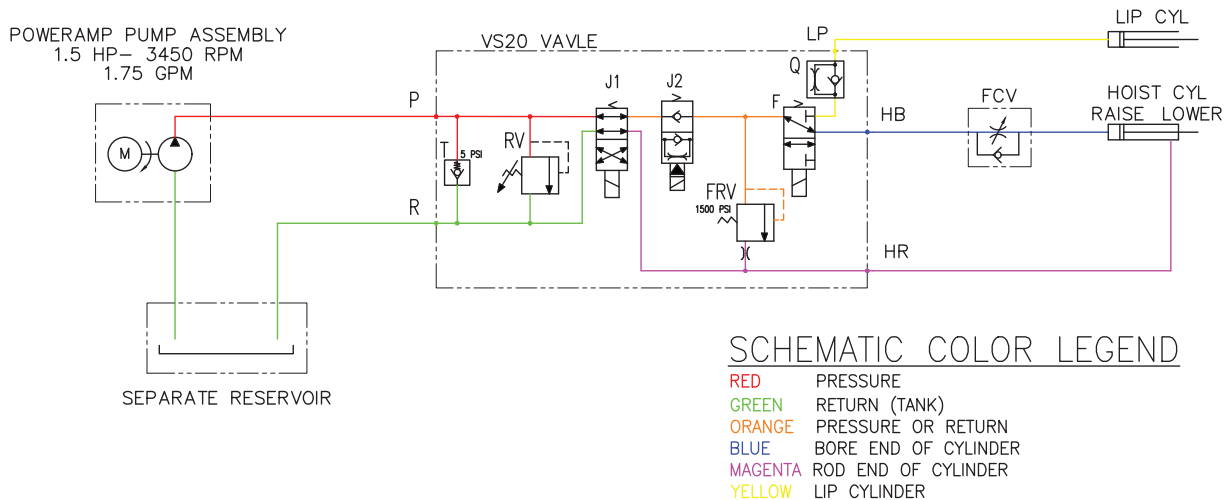 POWERAMP PUMP ASSEMBLY
1.5 HP- 3450 RPM
1.75 GPM
M
SEPARATE RESERVOIR
P
R
VS20 VAVLE
T
5 PSI
RV
J1
J2
FRV
1500 PSI
F
Q
LP
HB
HR
FCV
LIP CYL
HOIST CYL
RAISE LOWER
SCHEMATIC COLOR LEGEND
RED PRESSURE
GREEN RETURN (TANK)
ORANGE PRESSURE OR RETURN
BLUE BORE END OF CYLINDER
MAGENTA ROD END OF CYLINDER
YELLOW LIP CYLINDER